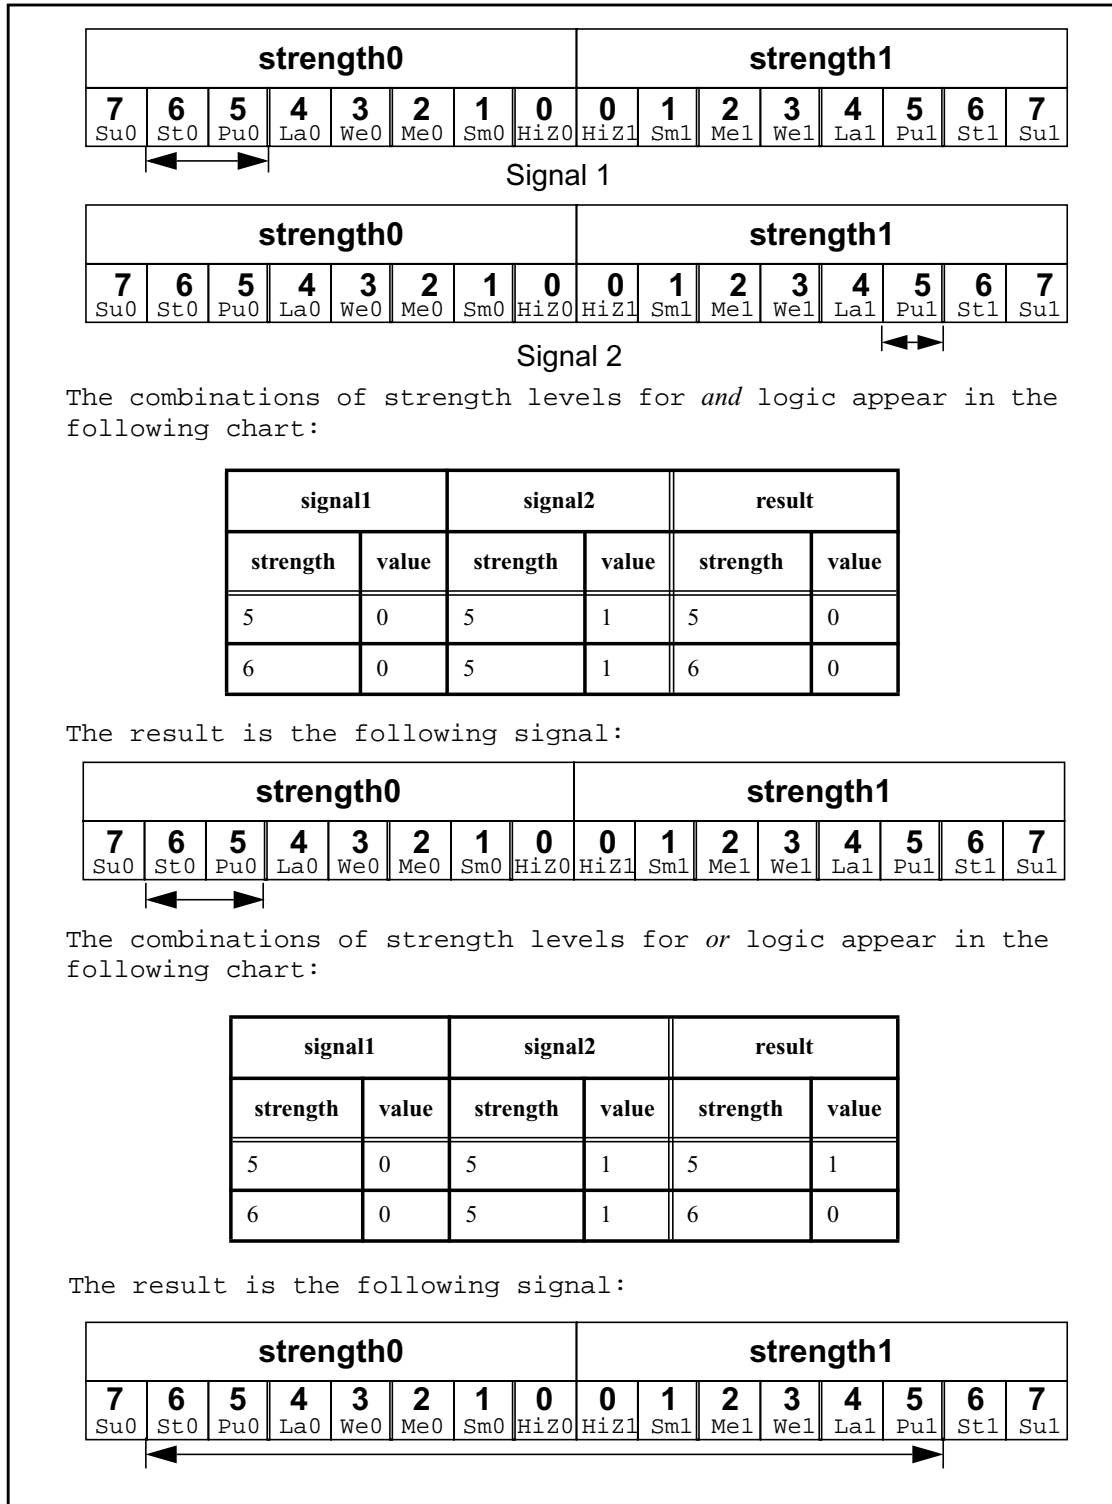 strength0 strength1
7 6 5 4 3 2 1 0 0 1 2 3 4 5 6 7
Su0 St0 Pu0 La0 We0 Me0 Sm0 HiZ0 HiZ1 Sm1 Me1 We1 La1 Pu1 St1 Su1
Signal 1
strength0 strength1
7 6 5 4 3 2 1 0 0 1 2 3 4 5 6 7
Su0 St0 Pu0 La0 We0 Me0 Sm0 HiZ0 HiZ1 Sm1 Me1 We1 La1 Pu1 St1 Su1
Signal 2
The combinations of strength levels for and logic appear in the
following chart:
signal1 signal2 result
strength value strength value strength value
5 0 5 1 5 0
6 0 5 1 6 0
The result is the following signal:
strength0 strength1
7 6 5 4 3 2 1 0 0 1 2 3 4 5 6 7
Su0 St0 Pu0 La0 We0 Me0 Sm0 HiZ0 HiZ1 Sm1 Me1 We1 La1 Pu1 St1 Su1
The combinations of strength levels for or logic appear in the
following chart:
signal1 signal2 result
strength value strength value strength value
5 0 5 1 5 1
6 0 5 1 6 0
The result is the following signal:
strength0 strength1
7 6 5 4 3 2 1 0 0 1 2 3 4 5 6 7
Su0 St0 Pu0 La0 We0 Me0 Sm0 HiZ0 HiZ1 Sm1 Me1 We1 La1 Pu1 St1 Su1